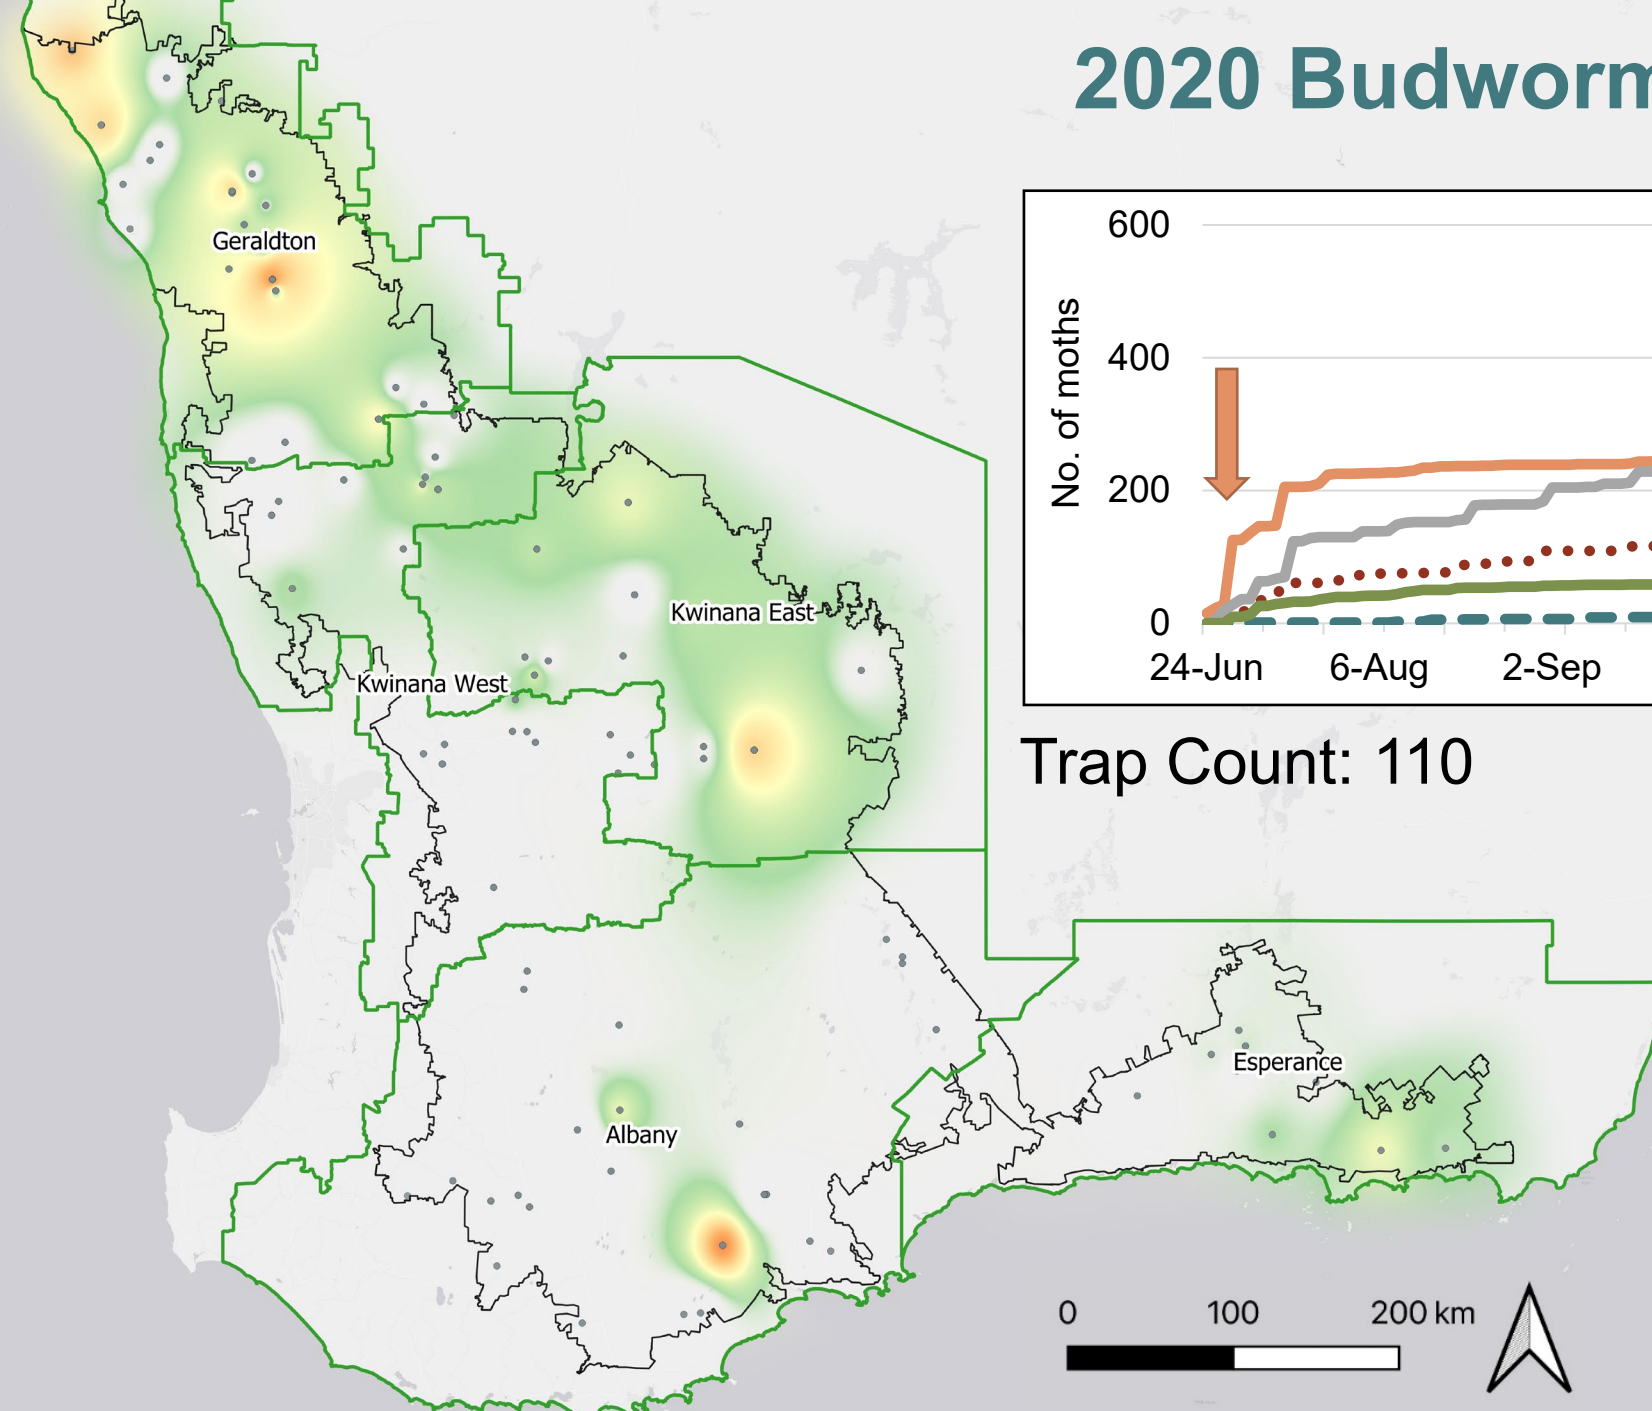 2020 Budworm
600
400
200
0
No. of moths
24-Jun 6-Aug 2-Sep
Trap Count: 110
Geraldton
Kwinana East
Kwinana West
Esperance
Albany
0 100 200 km